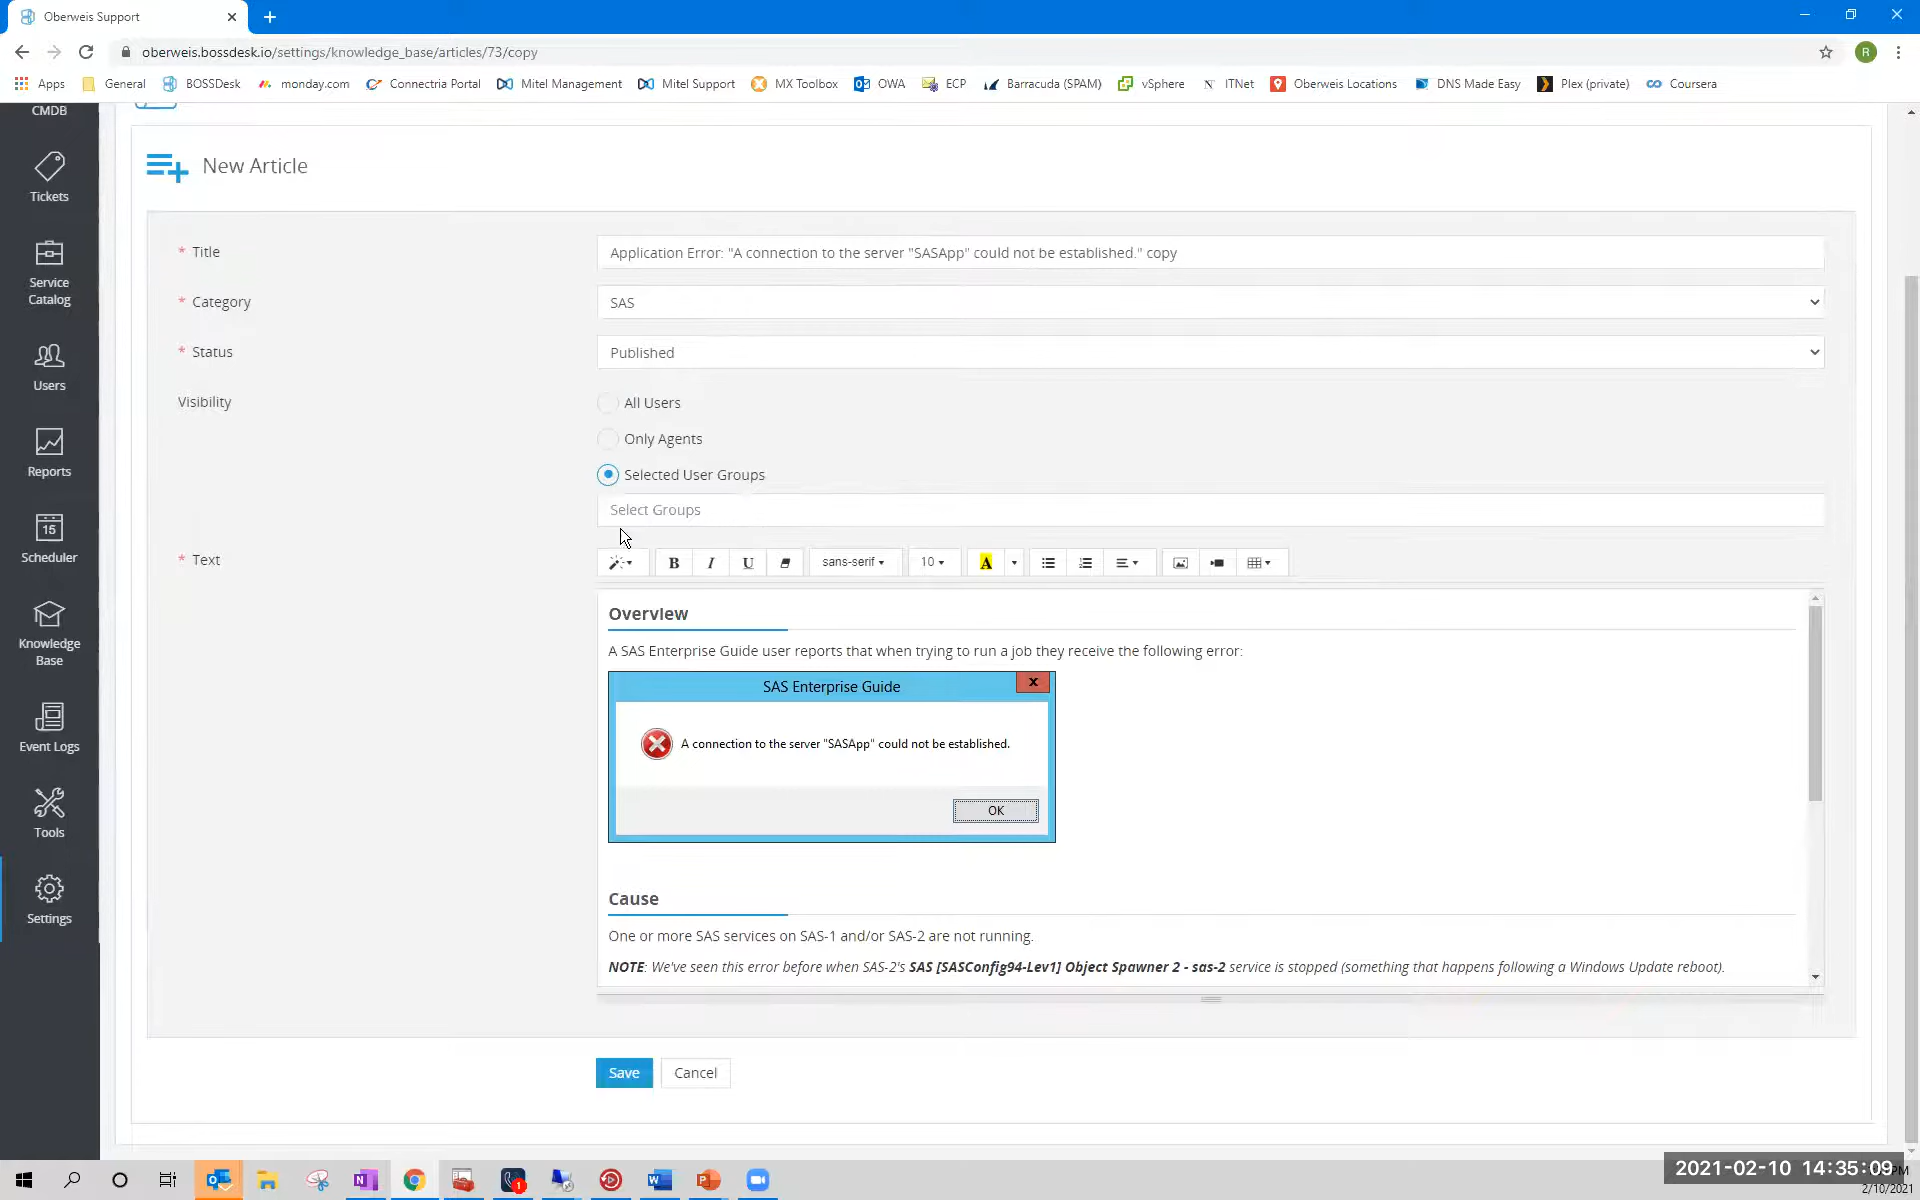 Oberweis Support
oberweis.bossdesk.io/settings/knowledge_base/articles/73/copy
R
Apps General BOSSDesk monday.com Connectria Portal Mitel Management Mitel Support MX Toolbox OWA ECP Barracuda (SPAM) vSphere ITNet Oberweis Locations DNS Made Easy Plex (private) Coursera
CMDB
Tickets
Service
Catalog
Users
Reports
15
Scheduler
Knowledge
Base
Event Logs
Tools
Settings
New Article
* Title
Application Error: "A connection to the server "SASApp" could not be established." copy
* Category
SAS
* Status
Published
Visibility
All Users
Only Agents
Selected User Groups
Select Groups
* Text
B I U sans-serif 10 A
Overview
A SAS Enterprise Guide user reports that when trying to run a job they receive the following error:
SAS Enterprise Guide
x
A connection to the server "SASApp" could not be established.
OK
Cause
One or more SAS services on SAS-1 and/or SAS-2 are not running.
NOTE: We've seen this error before when SAS-2's SAS [SASConfig94-Lev1] Object Spawner 2 - sas-2 service is stopped (something that happens following a Windows Update reboot).
Save
Cancel
1
2021-02-10 14:35:09
2/10/2021